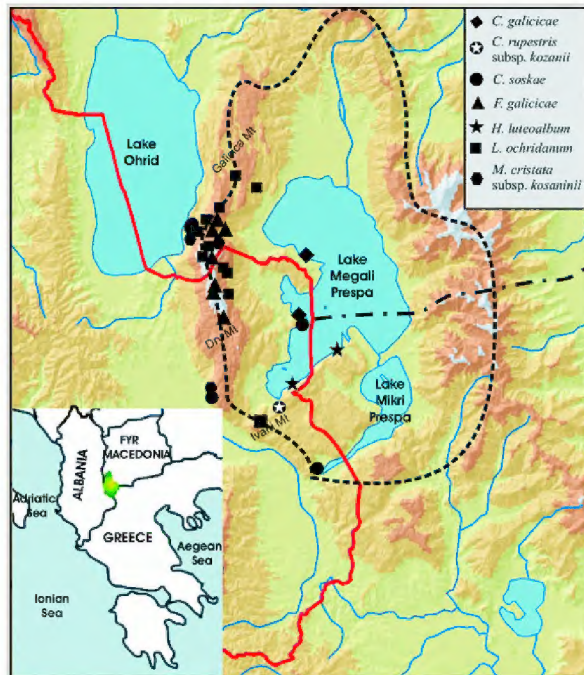 C. galicicae
C. rupestris
subsp. kozanii
C. soskae
F. galicicae
H. luteoalbum
L. ochridanum
M. cristata
subsp. kosaninii
Lake
Ohrid
Galicica Mt
Lake
Megali
Prespa
Dry Mt
Lake
Mikri
Prespa
Ivan Mt
FYR
MACEDONIA
ALBANIA
Adriatic
Sea
GREECE
Aegean
Sea
Ionian
Sea